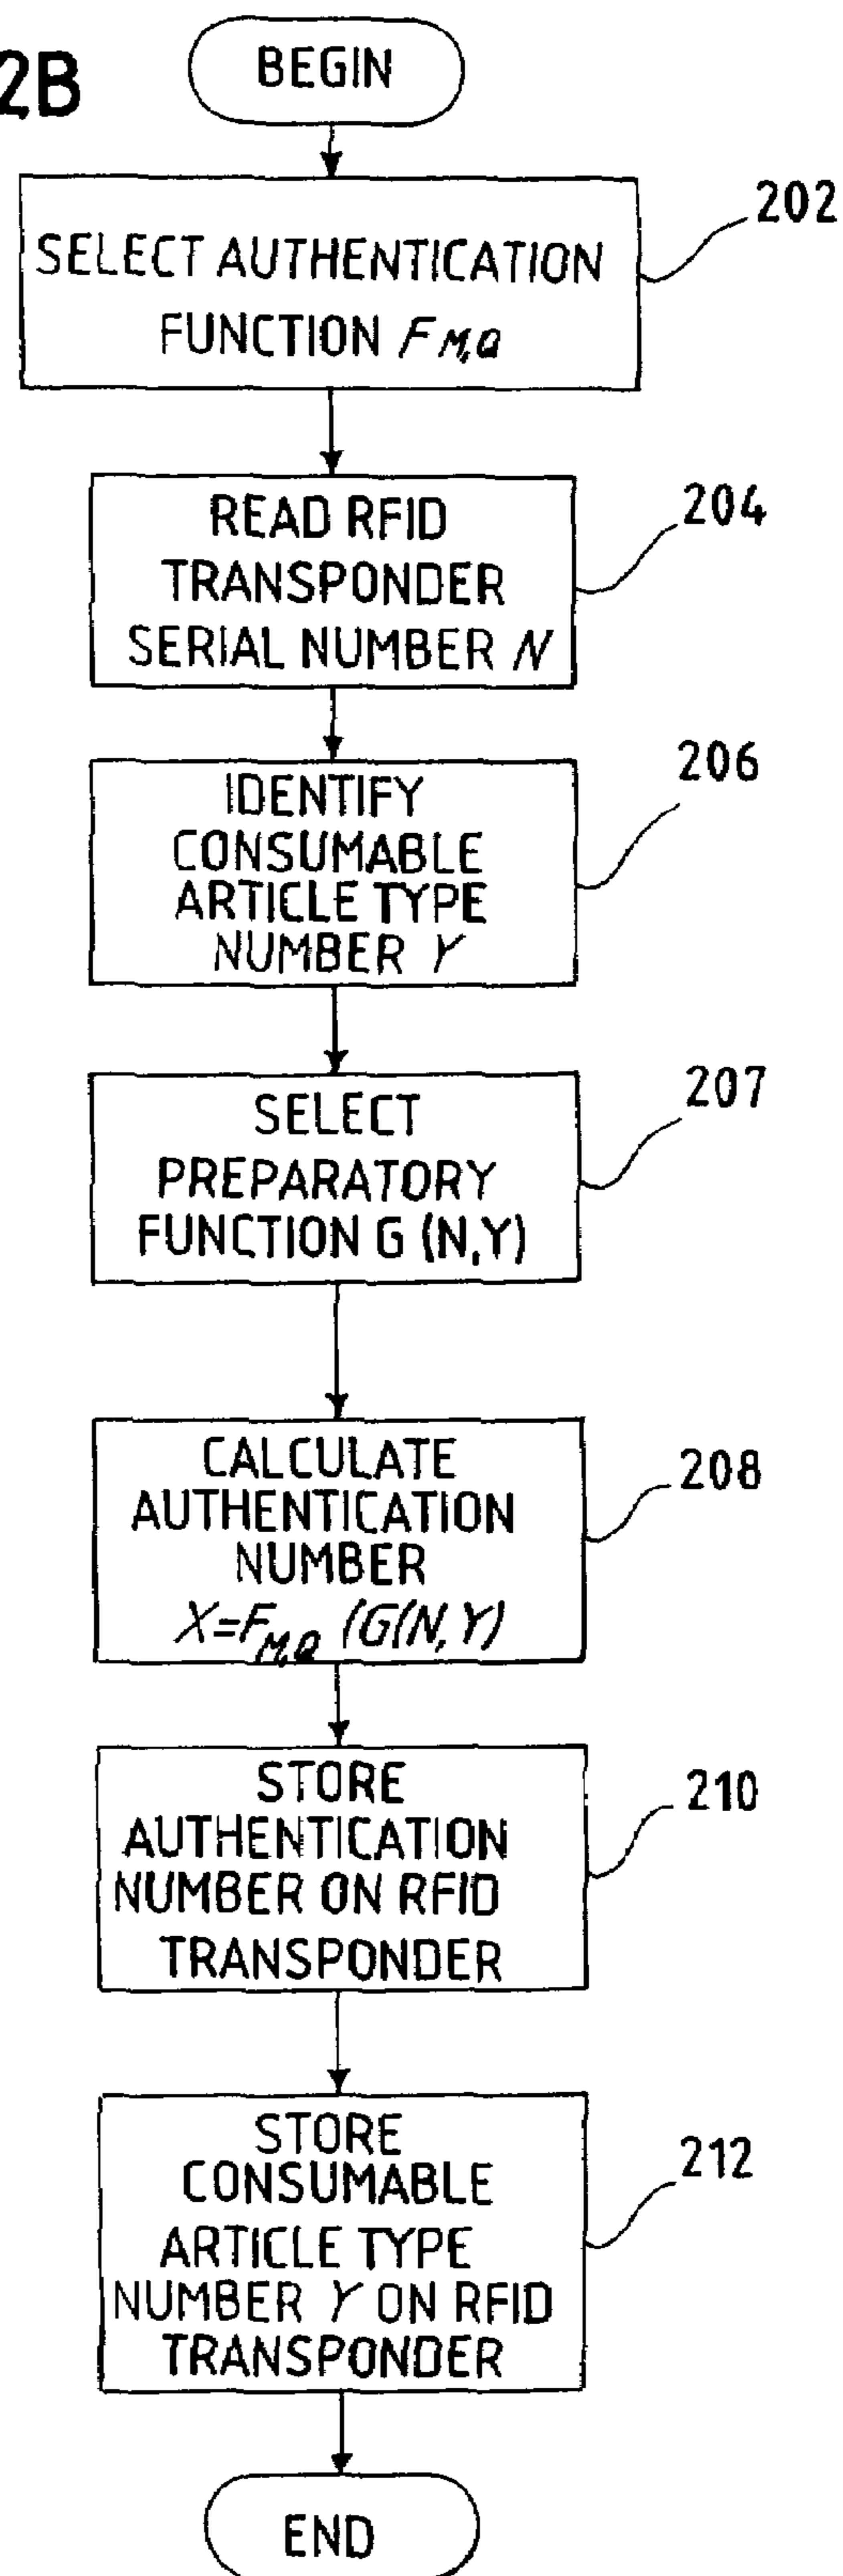 2B
BEGIN
202
SELECT AUTHENTICATION
FUNCTION F M,Q
204
READ RFID
TRANSPONDER
SERIAL NUMBER N
206
IDENTIFY
CONSUMABLE
ARTICLE TYPE
NUMBER Y
207
SELECT
PREPARATORY
FUNCTION G (N,Y)
208
CALCULATE
AUTHENTICATION
NUMBER
X=F M,Q (G(N,Y)
210
STORE
AUTHENTICATION
NUMBER ON RFID
TRANSPONDER
212
STORE
CONSUMABLE
ARTICLE TYPE
NUMBER Y ON RFID
TRANSPONDER
END